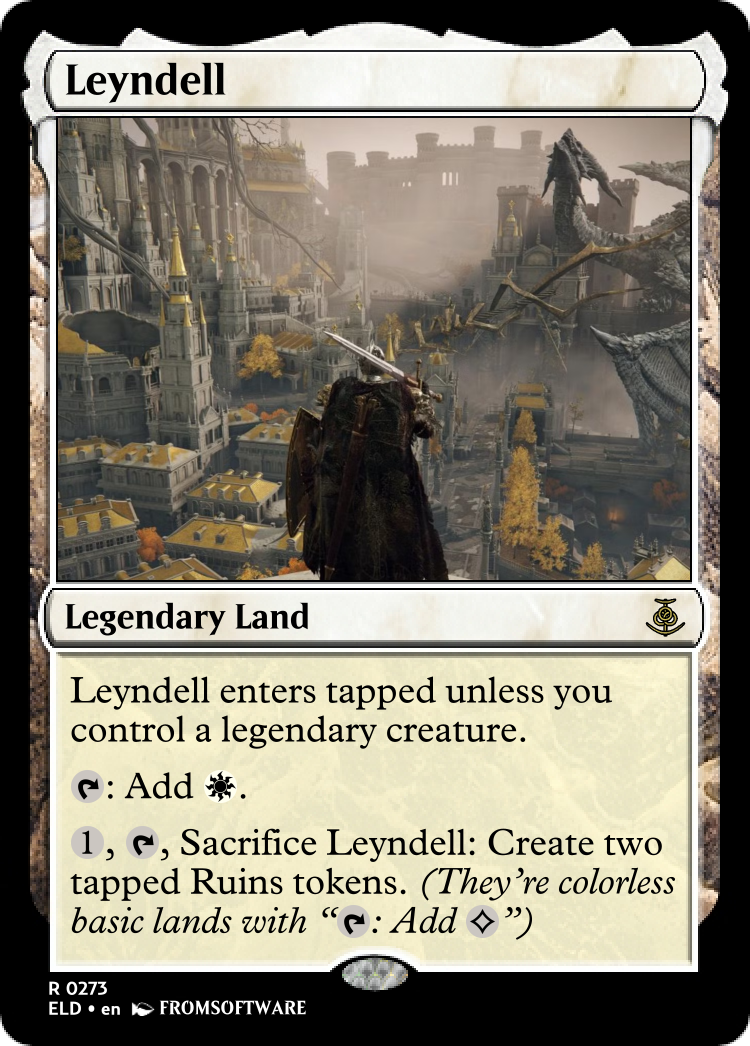 Leyndell
Legendary Land
Leyndell enters tapped unless you
control a legendary creature.
: Add .
1, , Sacrifice Leyndell: Create two
tapped Ruins tokens. (They're colorless
basic lands with “: Add ”)
R 0273
ELD • en FROMSOFTWARE